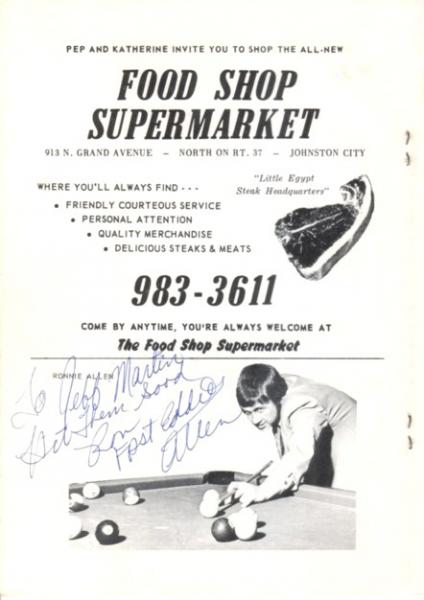 PEP AND KATHERINE INVITE YOU TO SHOP THE ALL-NEW
FOOD SHOP
SUPERMARKET
913 N. GRAND AVENUE – NORTH ON RT. 37 – JOHNSTON CITY
"Little Egypt
Steak Headquarters"
WHERE YOU'LL ALWAYS FIND - - -
• FRIENDLY COURTEOUS SERVICE
• PERSONAL ATTENTION
• QUALITY MERCHANDISE
• DELICIOUS STEAKS & MEATS
983-3611
COME BY ANYTIME, YOU'RE ALWAYS WELCOME AT
The Food Shop Supermarket
RONNIE ALLEN
To Jeff Martin
Hit Them Good
Ron
Fast Eddie
Allen